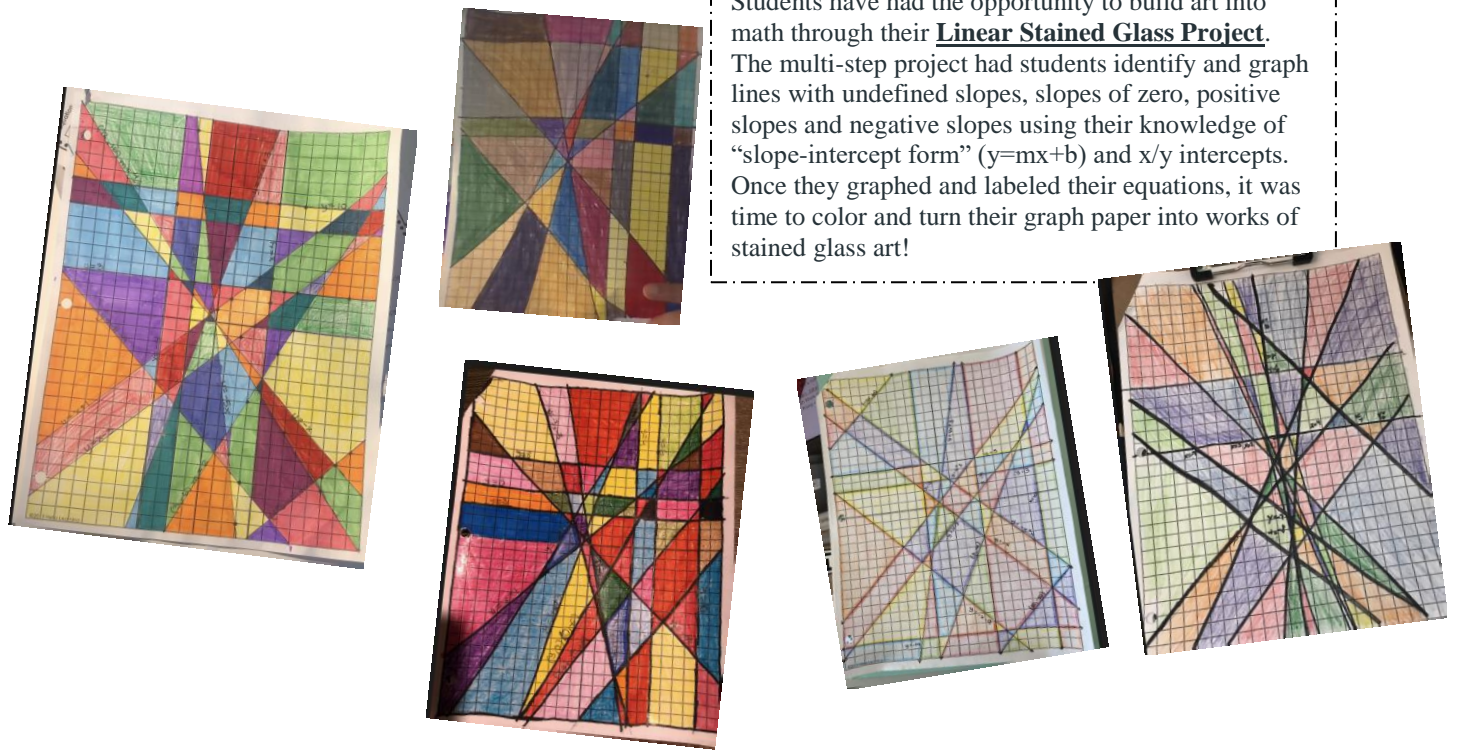 Students have had the opportunity to build art into
math through their Linear Stained Glass Project.
The multi-step project had students identify and graph
lines with undefined slopes, slopes of zero, positive
slopes and negative slopes using their knowledge of
“slope-intercept form” (y=mx+b) and x/y intercepts.
Once they graphed and labeled their equations, it was
time to color and turn their graph paper into works of
stained glass art!